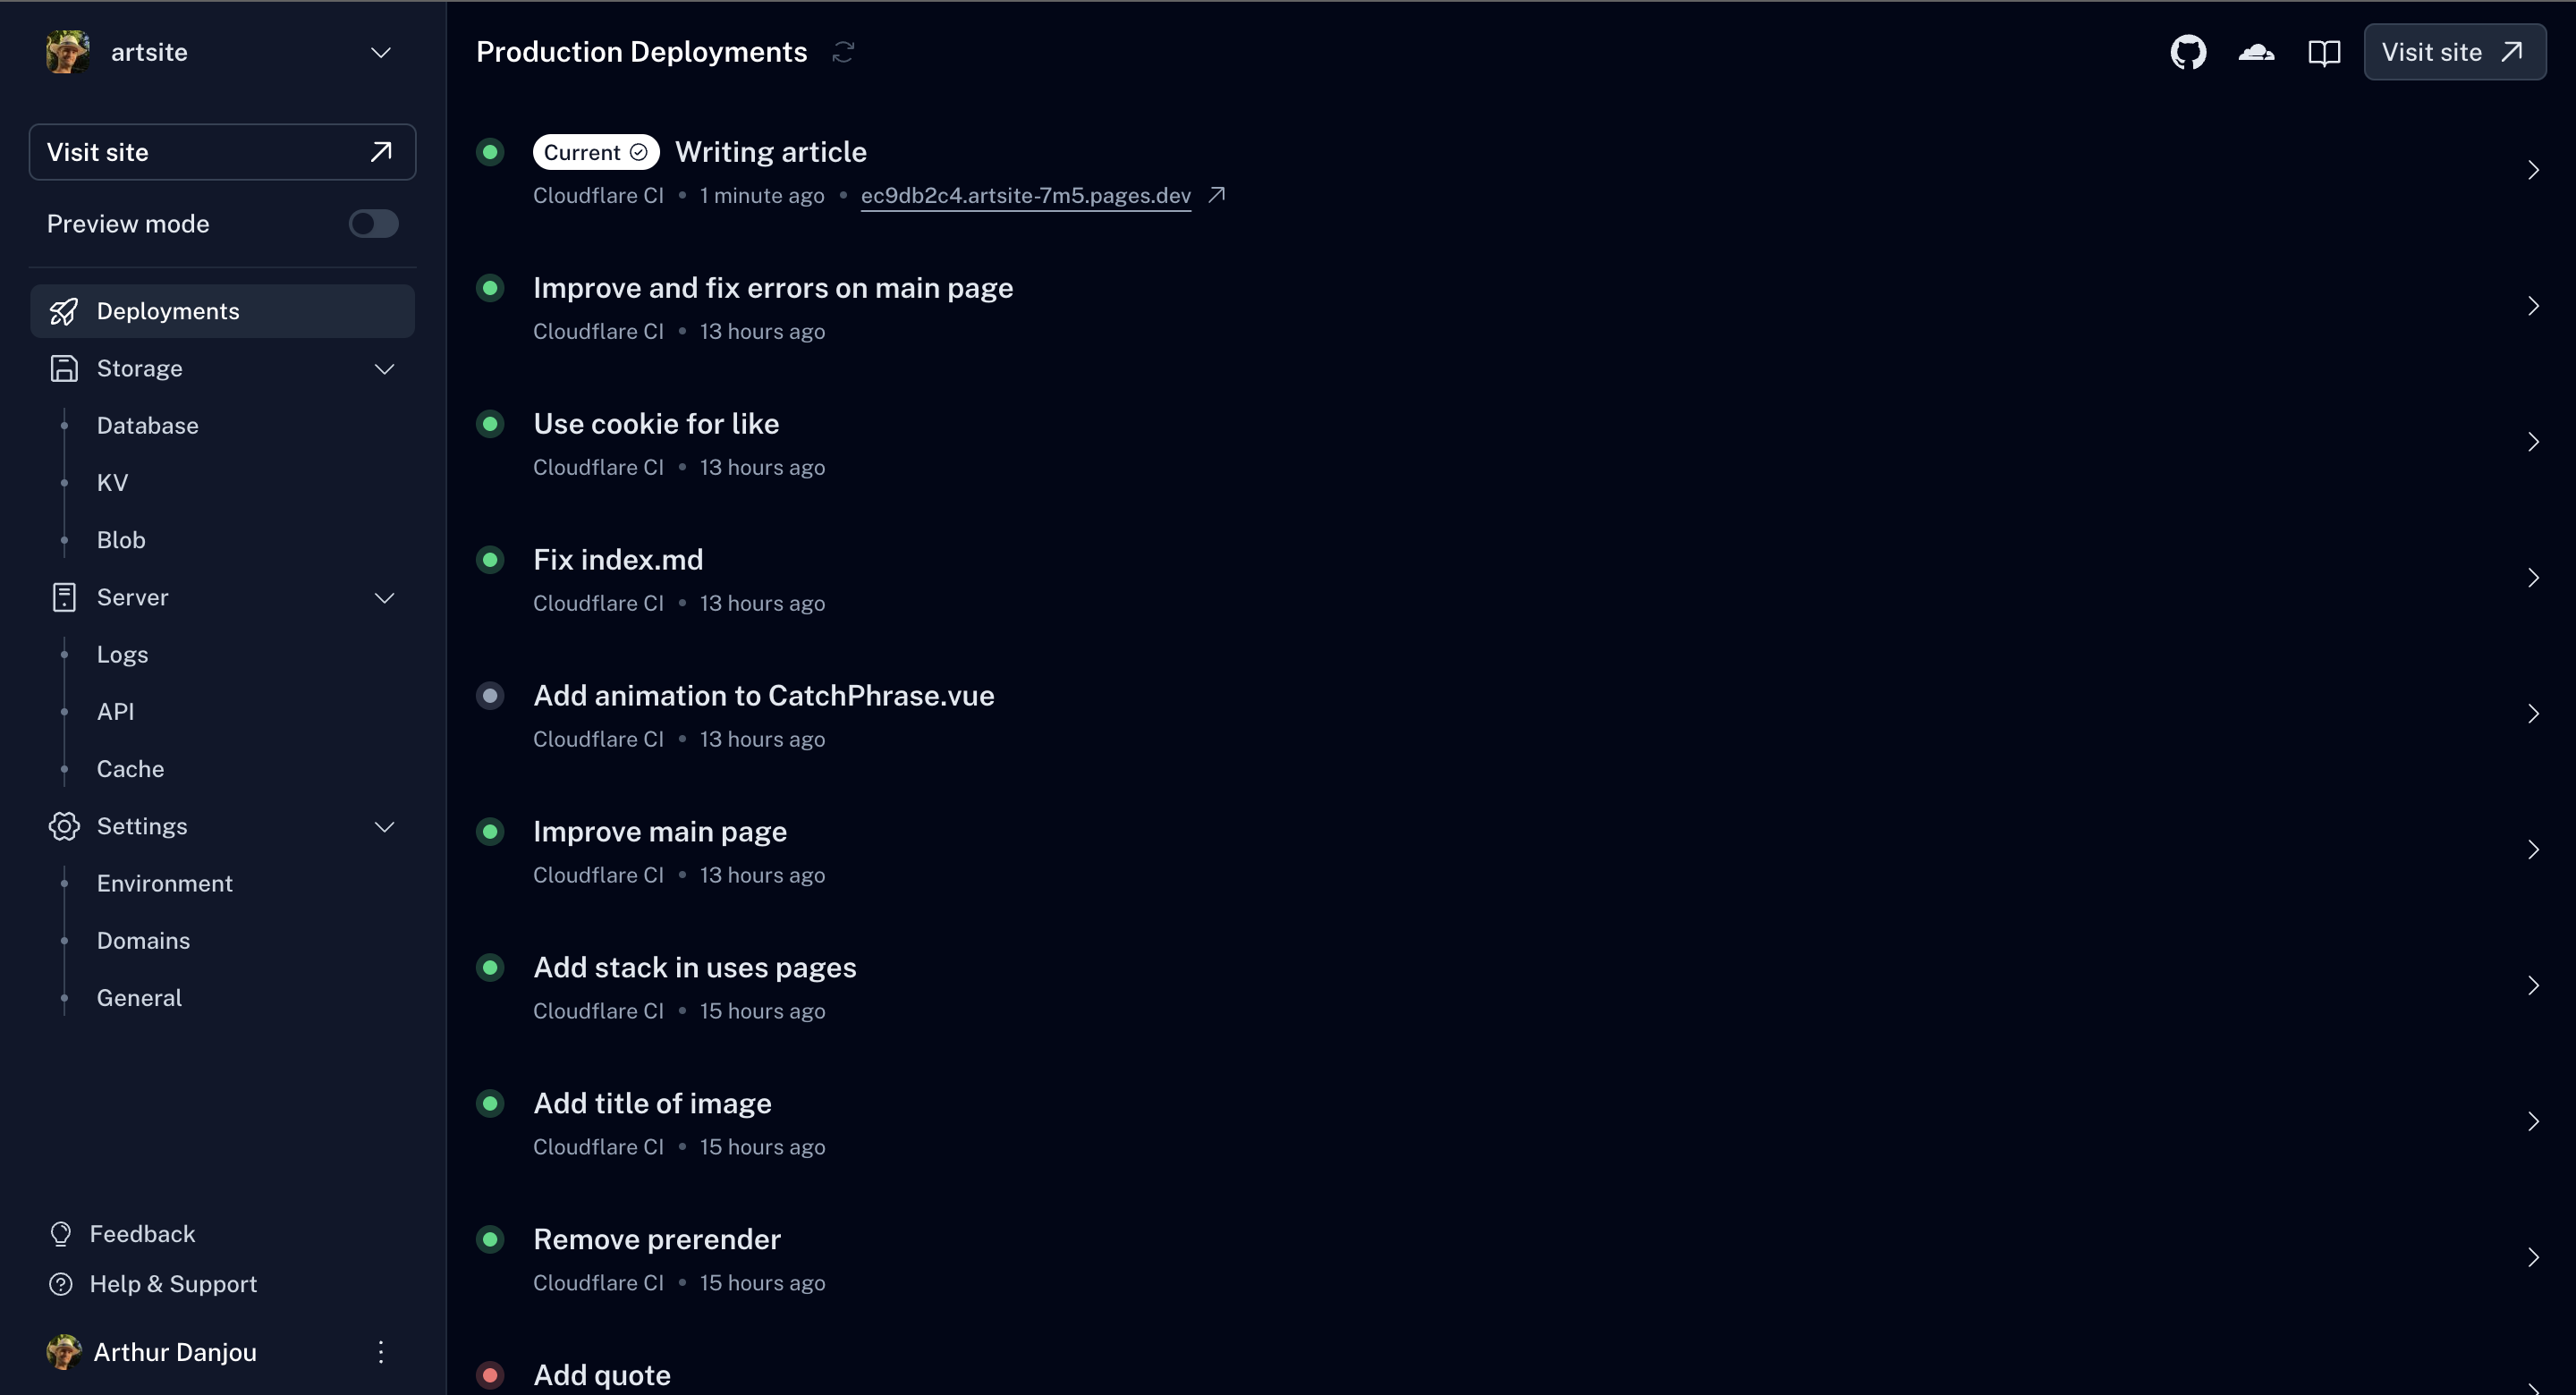 artsite
Visit site
Preview mode
Deployments
Storage
Database
KV
Blob
Server
Logs
API
Cache
Settings
Environment
Domains
General
Feedback
Help & Support
Arthur Danjou
Production Deployments
Visit site
Current Writing article
Cloudflare CI • 1 minute ago • ec9db2c4.artsite-7m5.pages.dev
Improve and fix errors on main page
Cloudflare CI • 13 hours ago
Use cookie for like
Cloudflare CI • 13 hours ago
Fix index.md
Cloudflare CI • 13 hours ago
Add animation to CatchPhrase.vue
Cloudflare CI • 13 hours ago
Improve main page
Cloudflare CI • 13 hours ago
Add stack in uses pages
Cloudflare CI • 15 hours ago
Add title of image
Cloudflare CI • 15 hours ago
Remove prerender
Cloudflare CI • 15 hours ago
Add quote